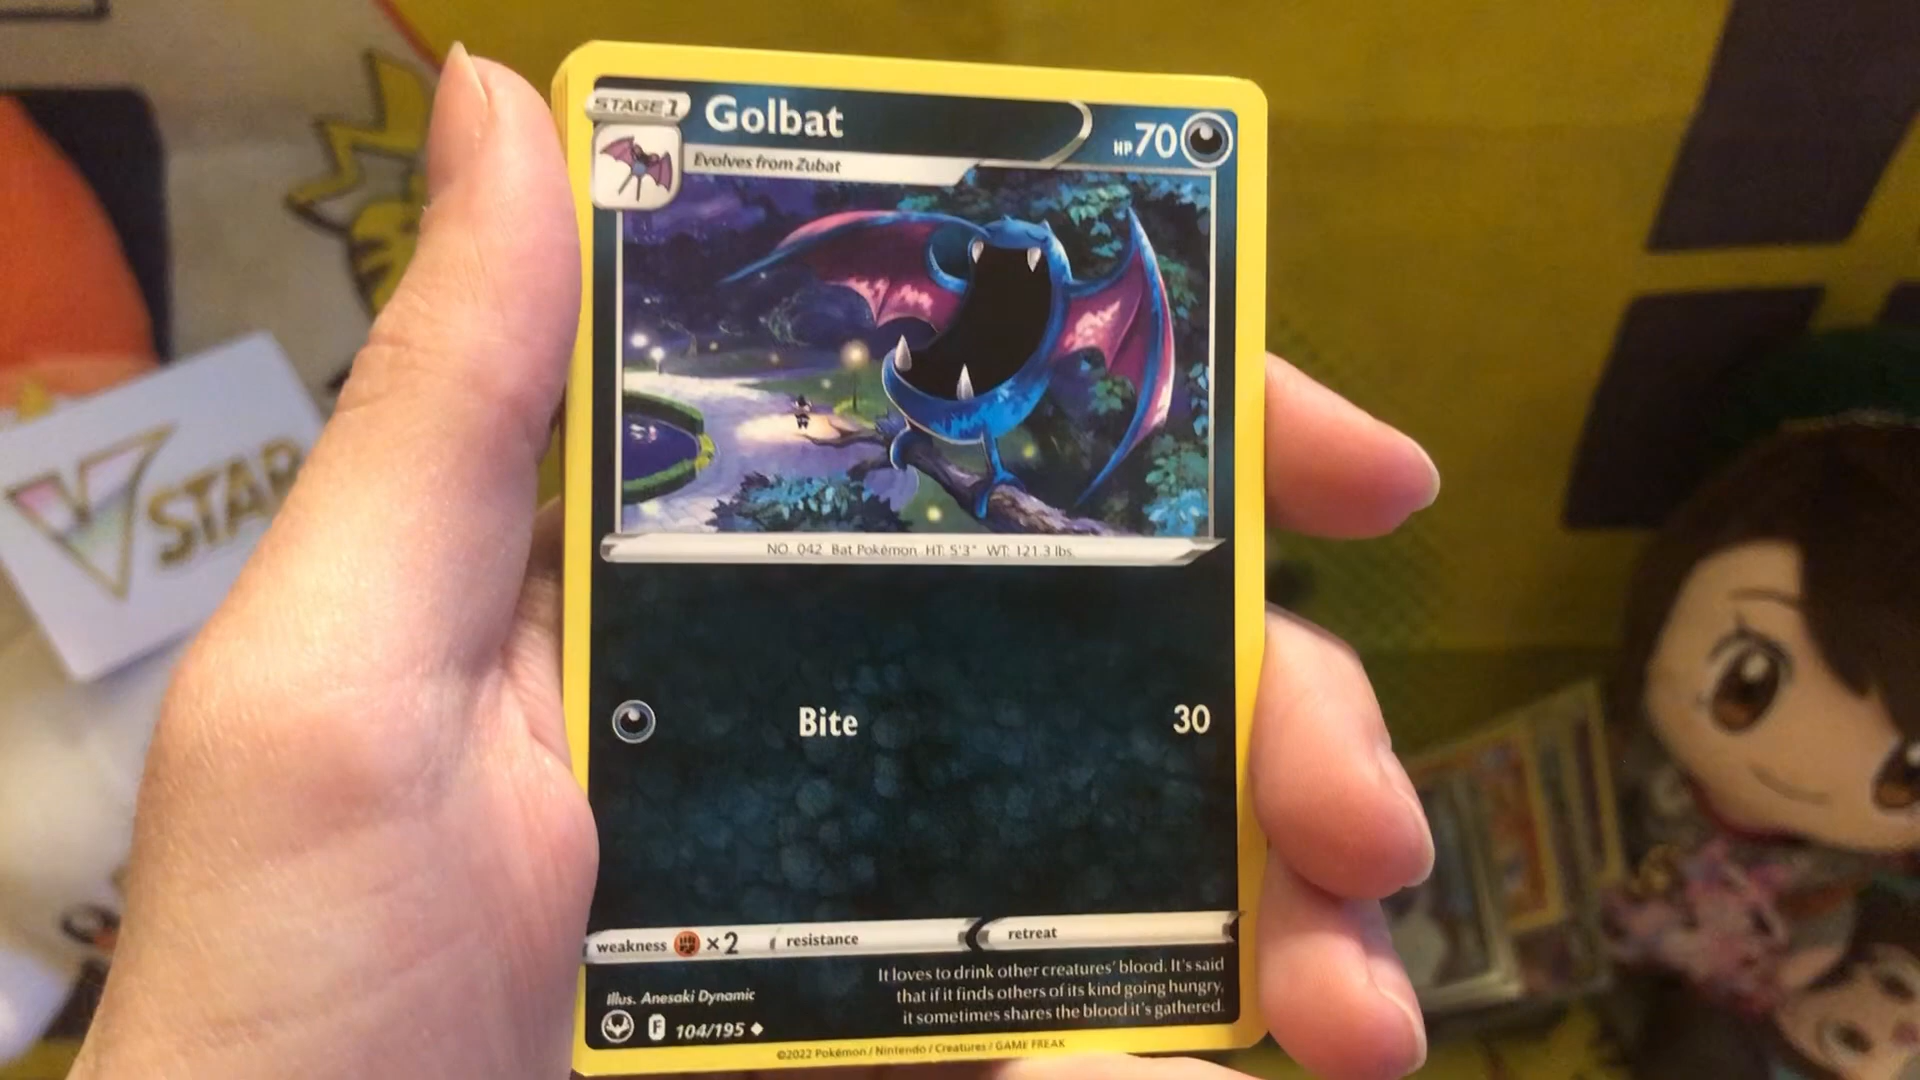 STAGE 1
Golbat
HP 70
Evolves from Zubat
NO. 042 Bat Pokémon HT: 5'3" WT: 121.3 lbs.
Bite 30
weakness ×2 resistance retreat
It loves to drink other creatures' blood. It's said
that if it finds others of its kind going hungry,
it sometimes shares the blood it's gathered.
Illus. Anesaki Dynamic
F 104/195
©2022 Pokémon / Nintendo / Creatures / GAME FREAK
V STAR